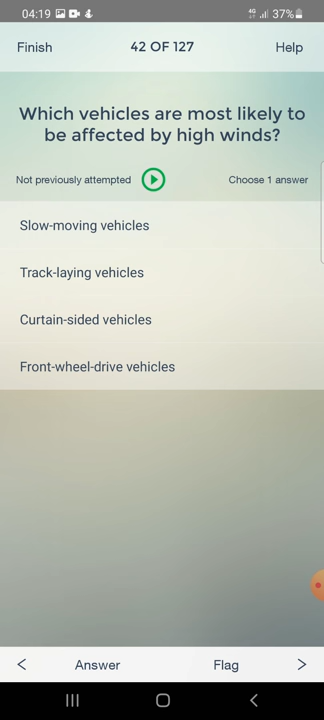 04:19 4G 37%
Finish 42 OF 127 Help
Which vehicles are most likely to
be affected by high winds?
Not previously attempted Choose 1 answer
Slow-moving vehicles
Track-laying vehicles
Curtain-sided vehicles
Front-wheel-drive vehicles
Answer Flag